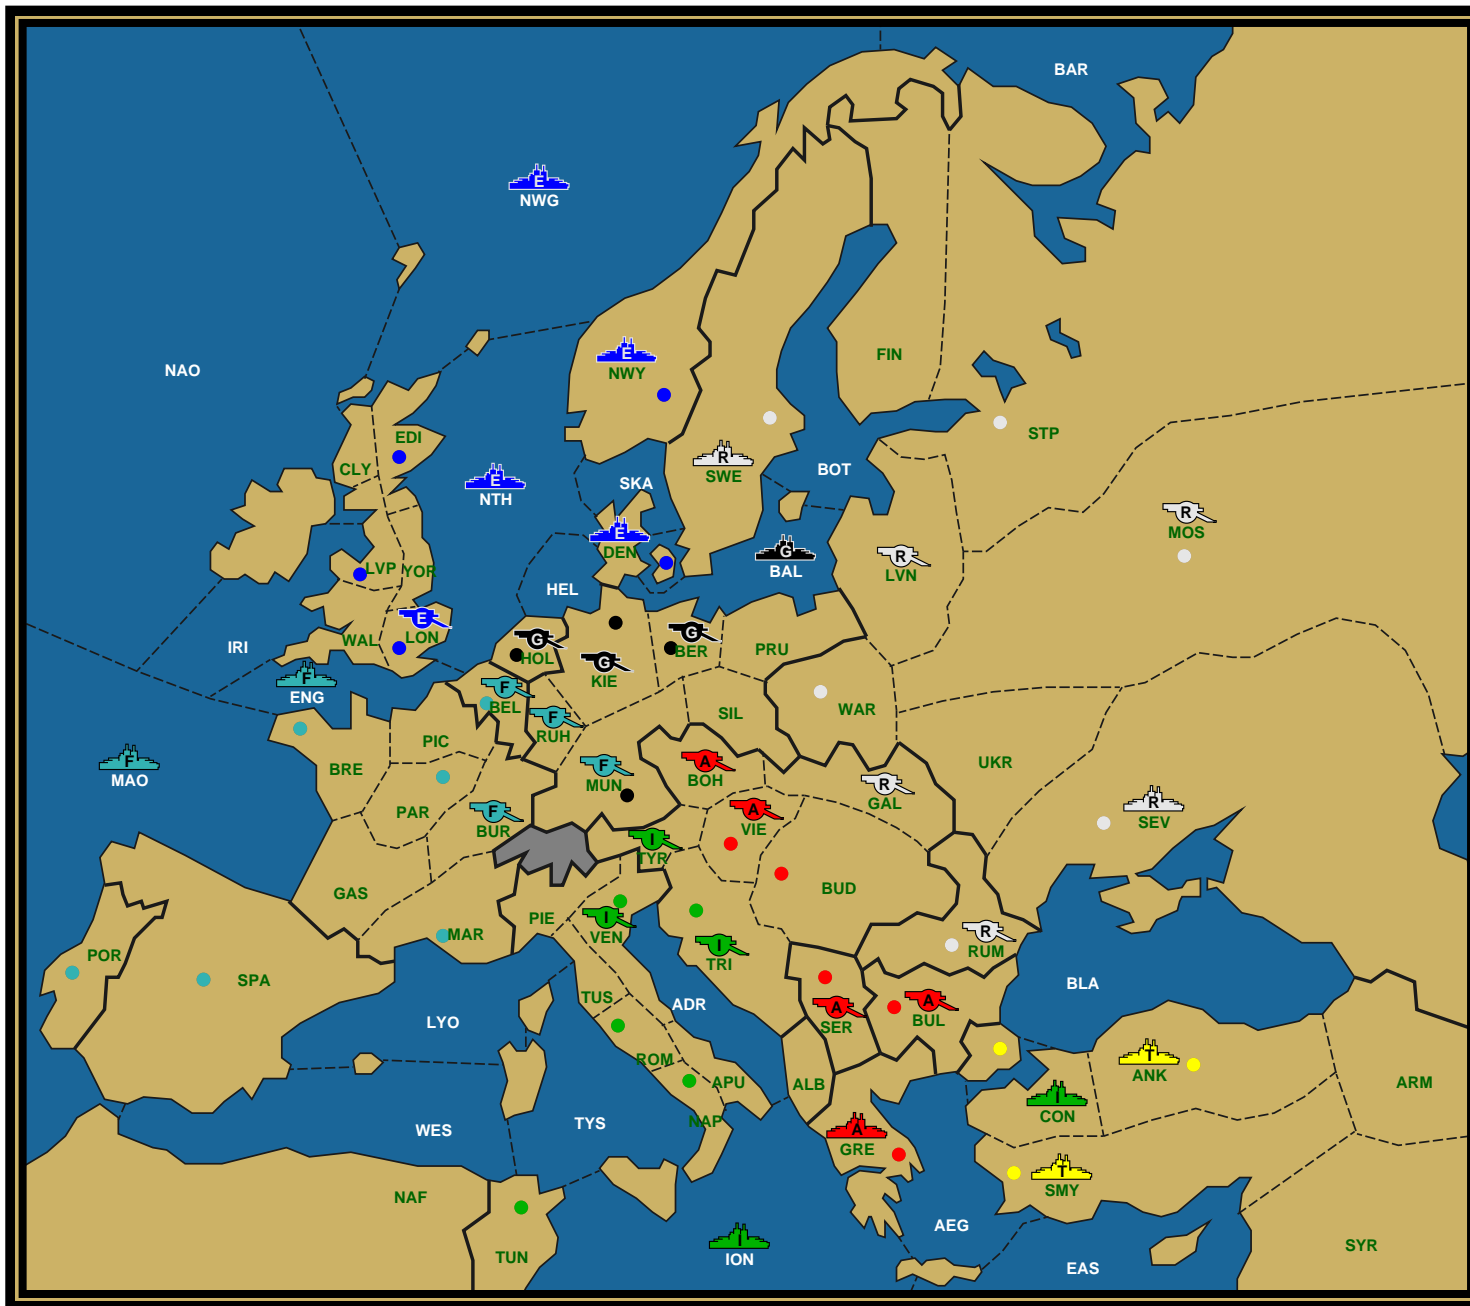 BAR
E
NWG
E
NWY
FIN
NAO
EDI
CLY
STP
R
SWE
BOT
SKA
E
NTH
R
MOS
E
DEN
G
BAL
R
LVN
HEL
LVP
YOR
E
LON
WAL
IRI
G
HOL
G
KIE
G
BER
PRU
F
ENG
F
BEL
F
RUH
SIL
WAR
PIC
F
MAO
BRE
F
MUN
A
BOH
R
GAL
UKR
R
SEV
PAR
F
BUR
A
VIE
I
TYR
GAS
BUD
PIE
I
VEN
MAR
I
TRI
R
RUM
POR
SPA
BLA
TUS
ADR
A
SER
A
BUL
LYO
ROM
APU
ALB
T
ANK
ARM
I
CON
WES
TYS
NAP
A
GRE
T
SMY
NAF
TUN
I
ION
AEG
EAS
SYR